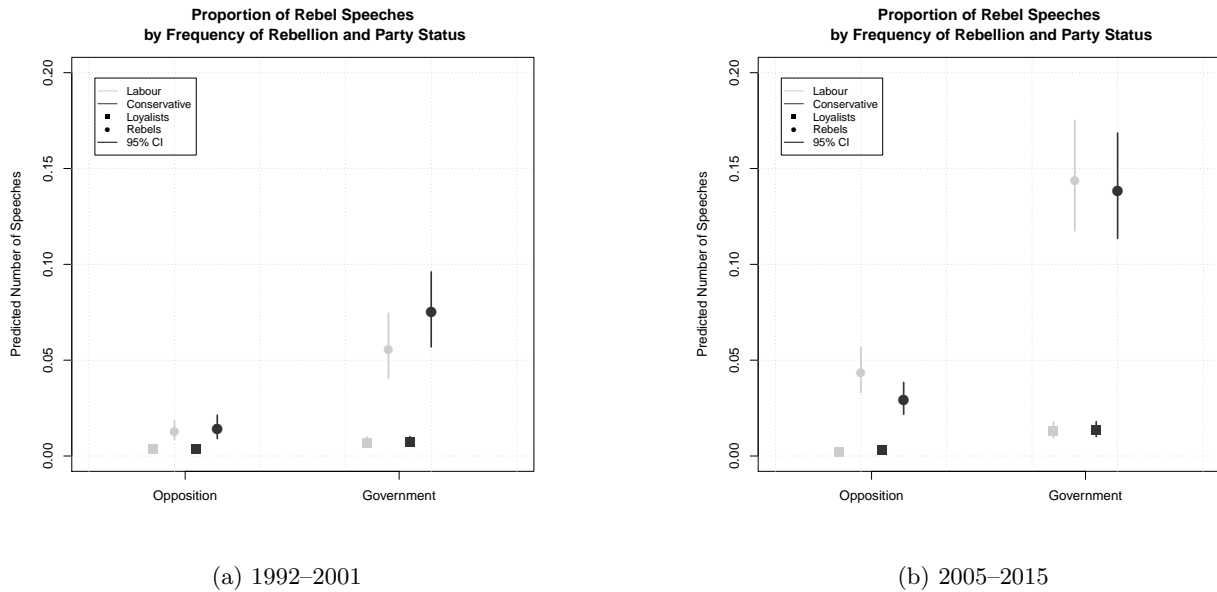 Proportion of Rebel Speeches
by Frequency of Rebellion and Party Status
Predicted Number of Speeches
0.20
0.15
0.10
0.05
0.00
Labour
Conservative
Loyalists
Rebels
95% CI
Opposition Government
(a) 1992–2001
Proportion of Rebel Speeches
by Frequency of Rebellion and Party Status
Predicted Number of Speeches
0.20
0.15
0.10
0.05
0.00
Labour
Conservative
Loyalists
Rebels
95% CI
Opposition Government
(b) 2005–2015